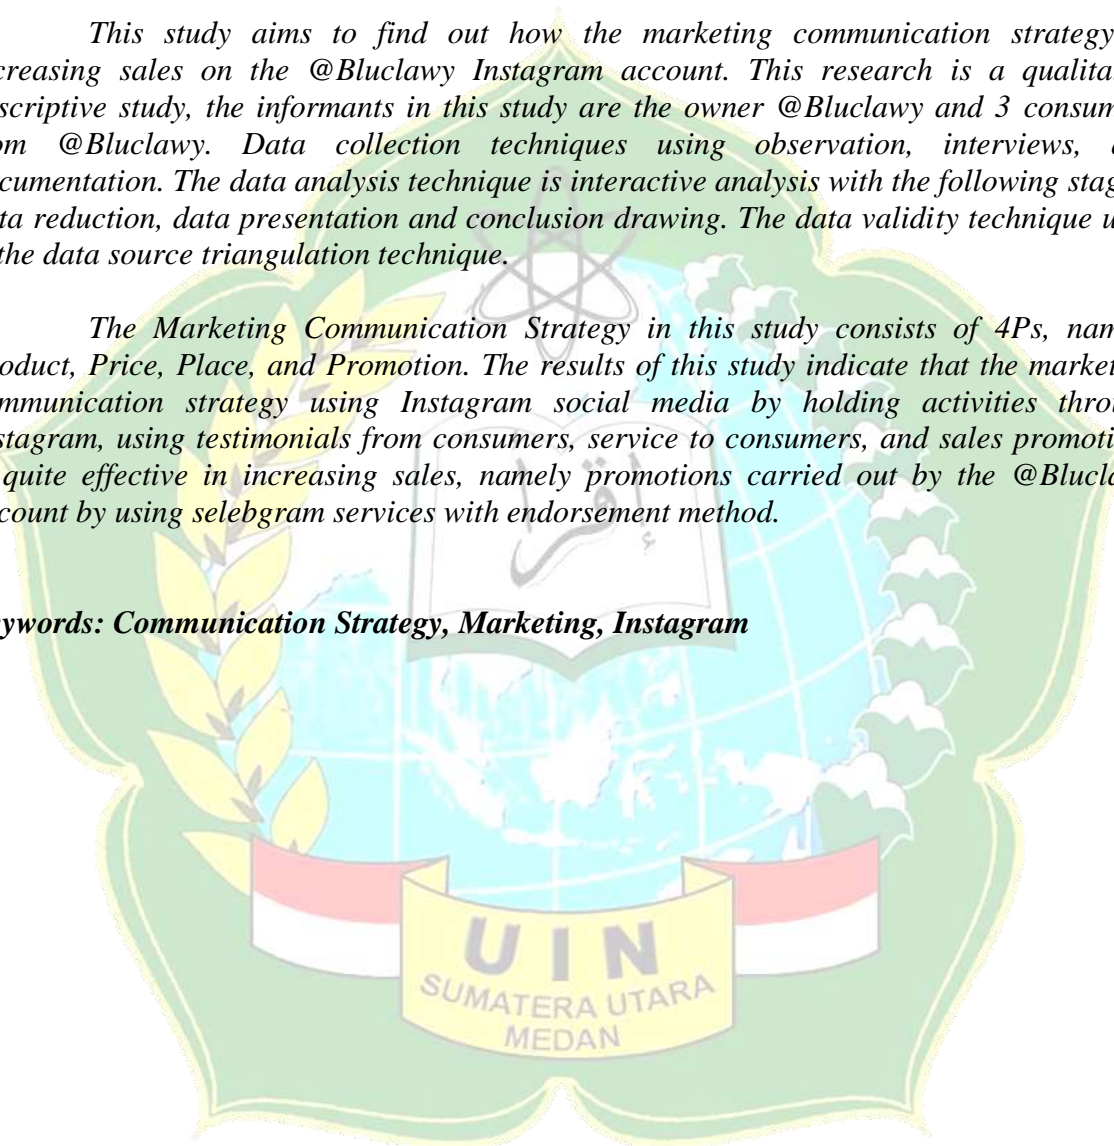 This study aims to find out how the marketing communication strategy
creasing sales on the @Bluclawy Instagram account. This research is a qualitat
scriptive study, the informants in this study are the owner @Bluclawy and 3 consum
om @Bluclawy. Data collection techniques using observation, interviews,
cumentation. The data analysis technique is interactive analysis with the following stag
ta reduction, data presentation and conclusion drawing. The data validity technique u
the data source triangulation technique.
The Marketing Communication Strategy in this study consists of 4Ps, nam
oduct, Price, Place, and Promotion. The results of this study indicate that the market
mmunication strategy using Instagram social media by holding activities throu
stagram, using testimonials from consumers, service to consumers, and sales promoti
quite effective in increasing sales, namely promotions carried out by the @Blucla
count by using selebgram services with endorsement method.
إقرأ
ywords: Communication Strategy, Marketing, Instagram
UIN
SUMATERA UTARA
MEDAN